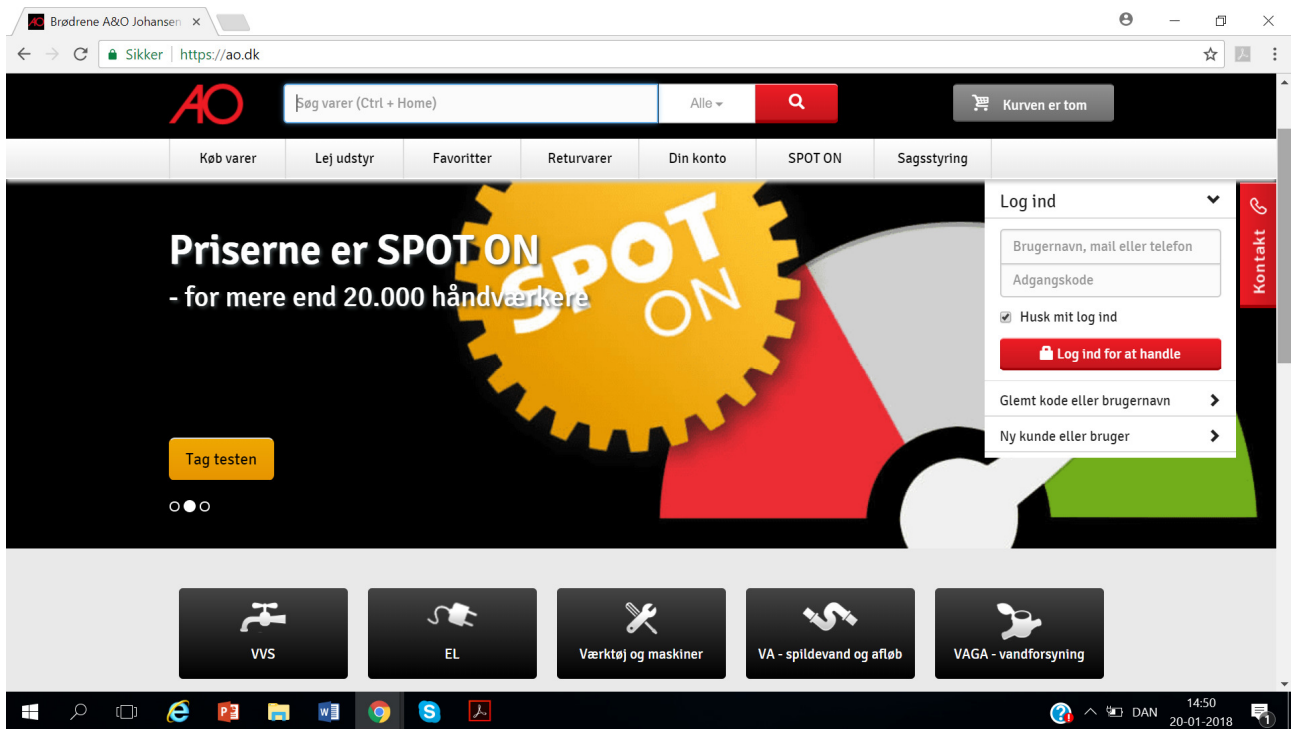 Brødrene A&O Johansen
Sikker
https://ao.dk
AO
Søg varer (Ctrl + Home)
Alle
Kurven er tom
Køb varer
Lej udstyr
Favoritter
Returvarer
Din konto
SPOT ON
Sagsstyring
Priserne er SPOT ON
- for mere end 20.000 håndværkere
SPOT
ON
Tag testen
Log ind
Brugernavn, mail eller telefon
Adgangskode
Husk mit log ind
Log ind for at handle
Glemt kode eller brugernavn
Ny kunde eller bruger
Kontakt
VVS
EL
Værktøj og maskiner
VA - spildevand og afløb
VAGA - vandforsyning
DAN
14:50
20-01-2018
1